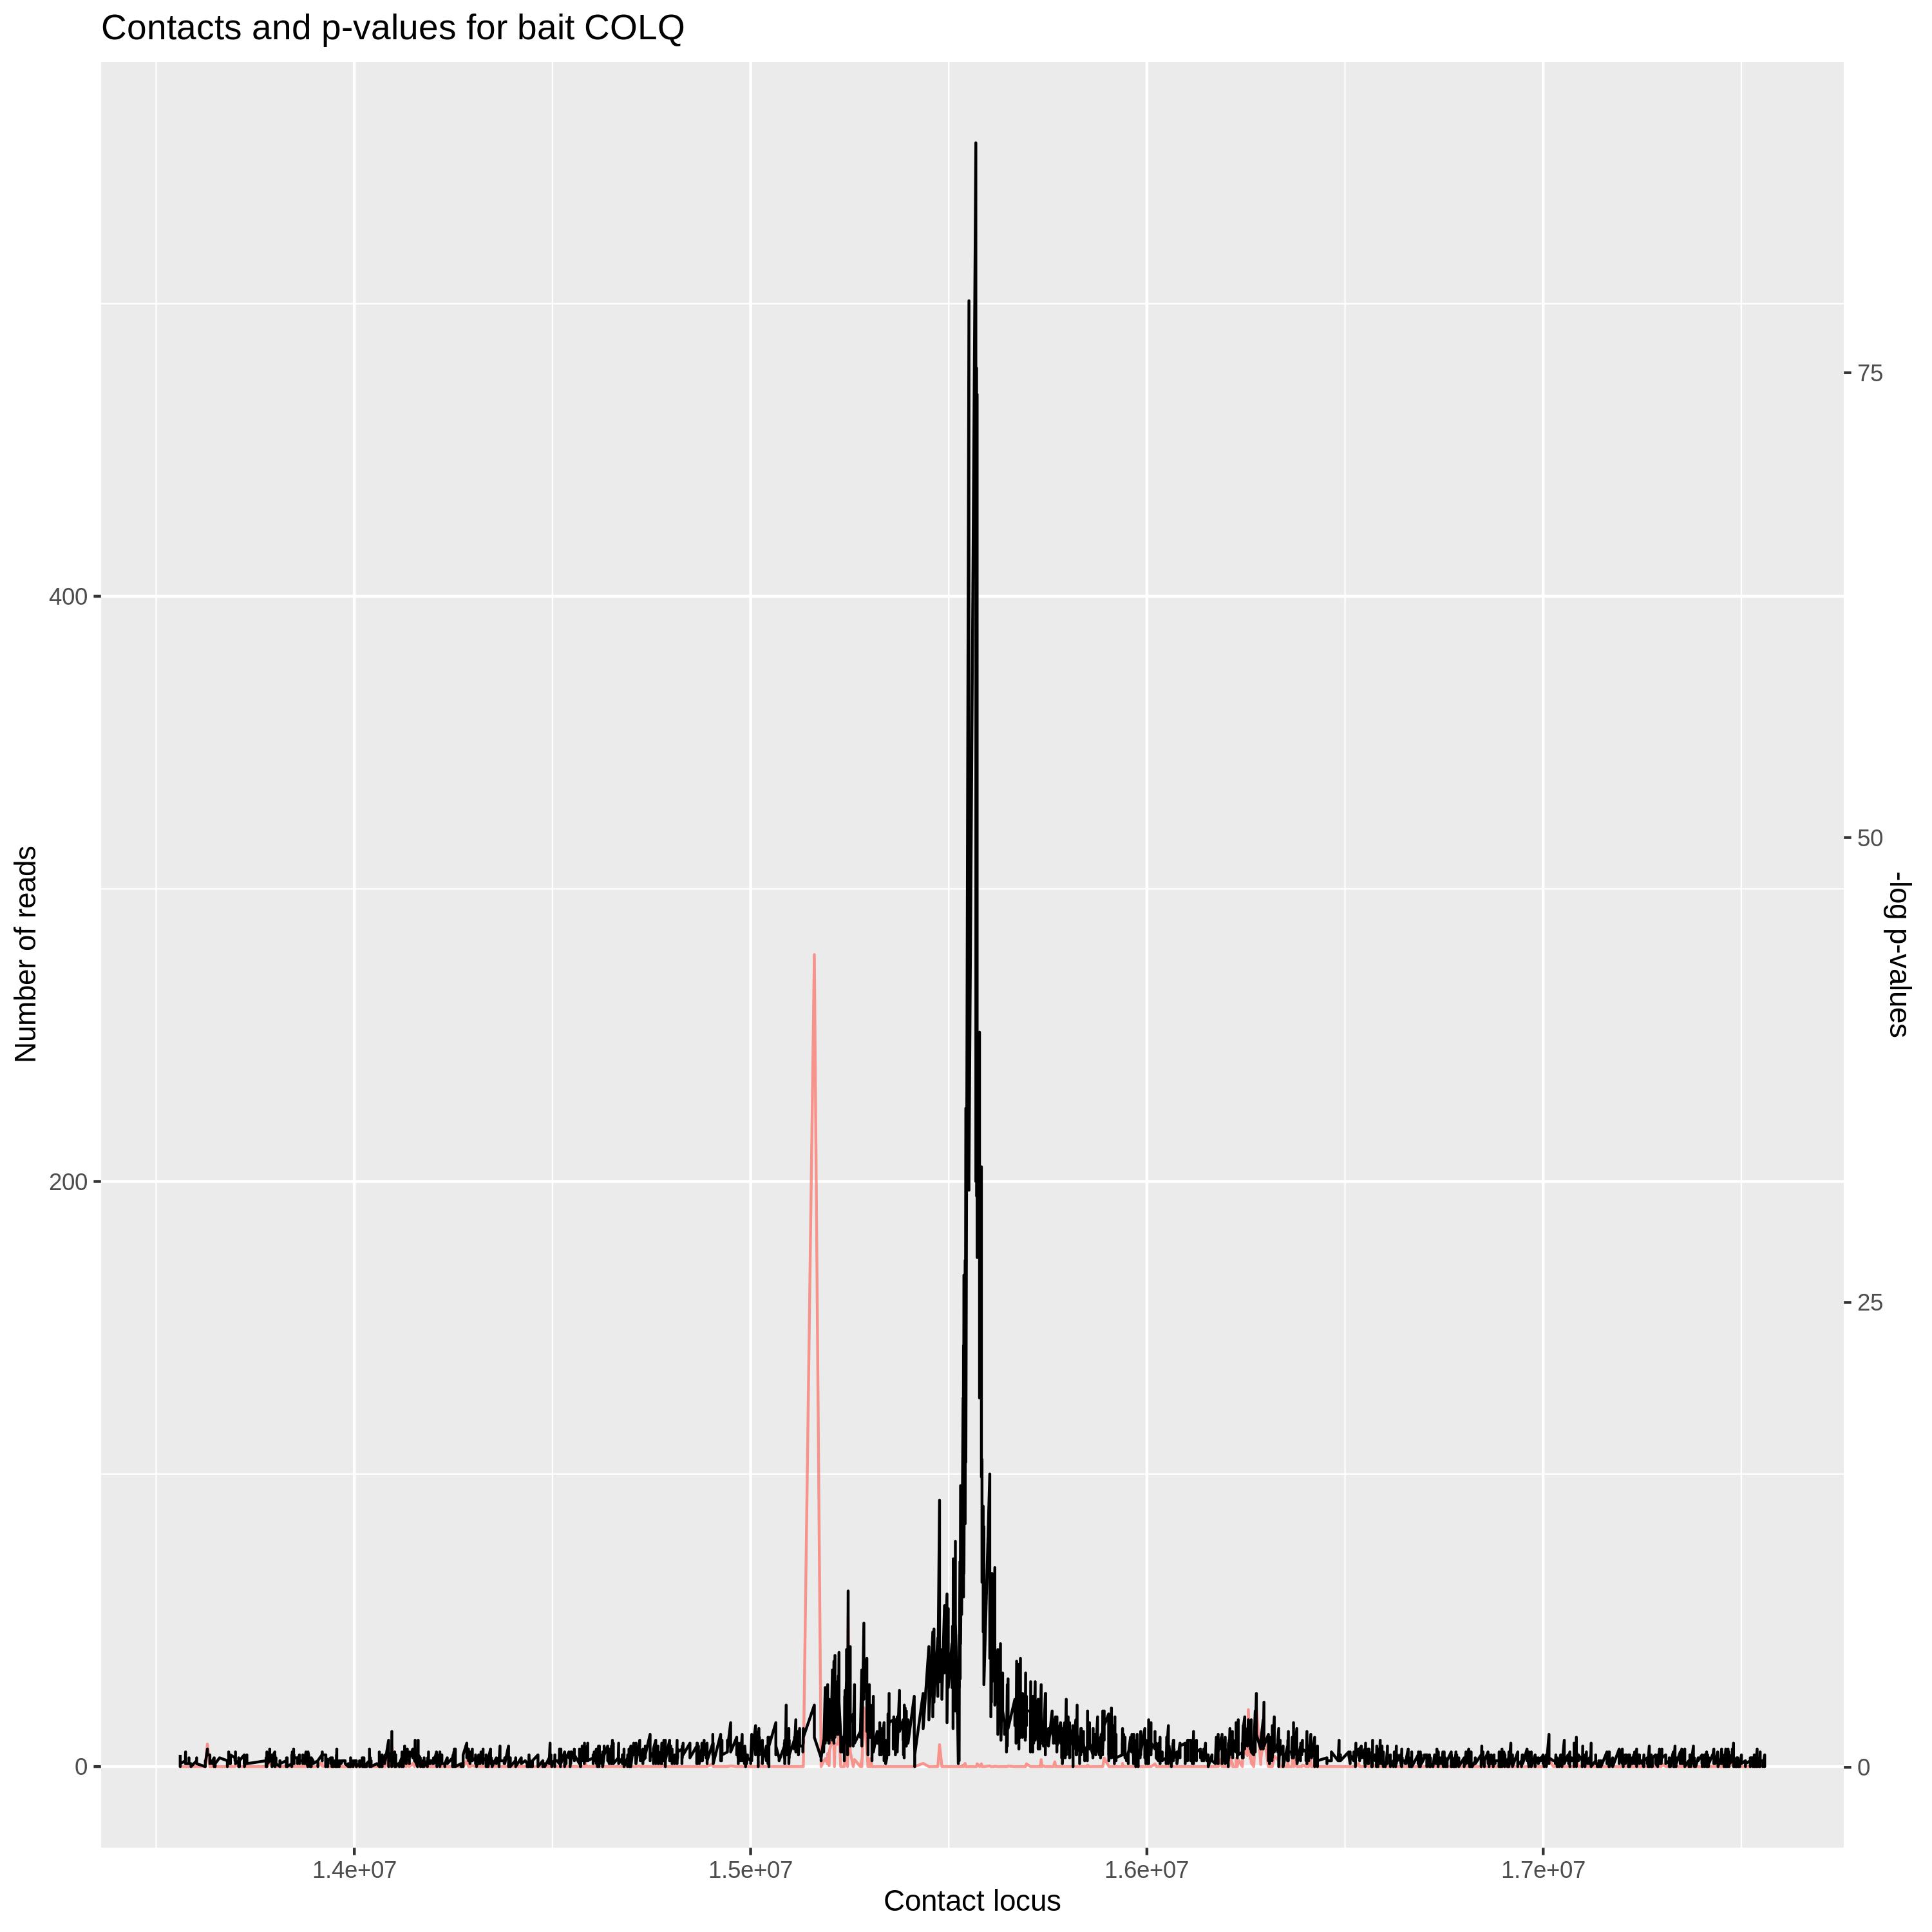 Contacts and p-values for bait COLQ
Number of reads
400
200
0
75
50
25
0
-log p-values
1.4e+07
1.5e+07
1.6e+07
1.7e+07
Contact locus